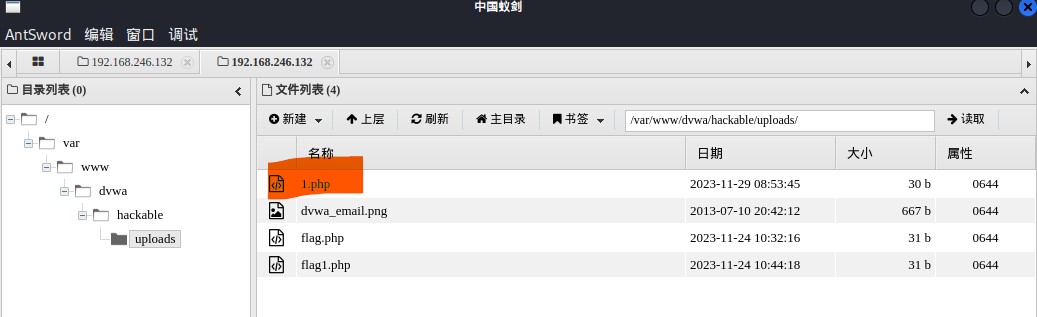 中国蚁剑
AntSword 编辑 窗口 调试
192.168.246.132 192.168.246.132
目录列表 (0)
/
var
www
dvwa
hackable
uploads
文件列表 (4)
新建 上层 刷新 主目录 书签 /var/www/dvwa/hackable/uploads/ 读取
名称 日期 大小 属性
1.php 2023-11-29 08:53:45 30 b 0644
dvwa_email.png 2013-07-10 20:42:12 667 b 0644
flag.php 2023-11-24 10:32:16 31 b 0644
flag1.php 2023-11-24 10:44:18 31 b 0644